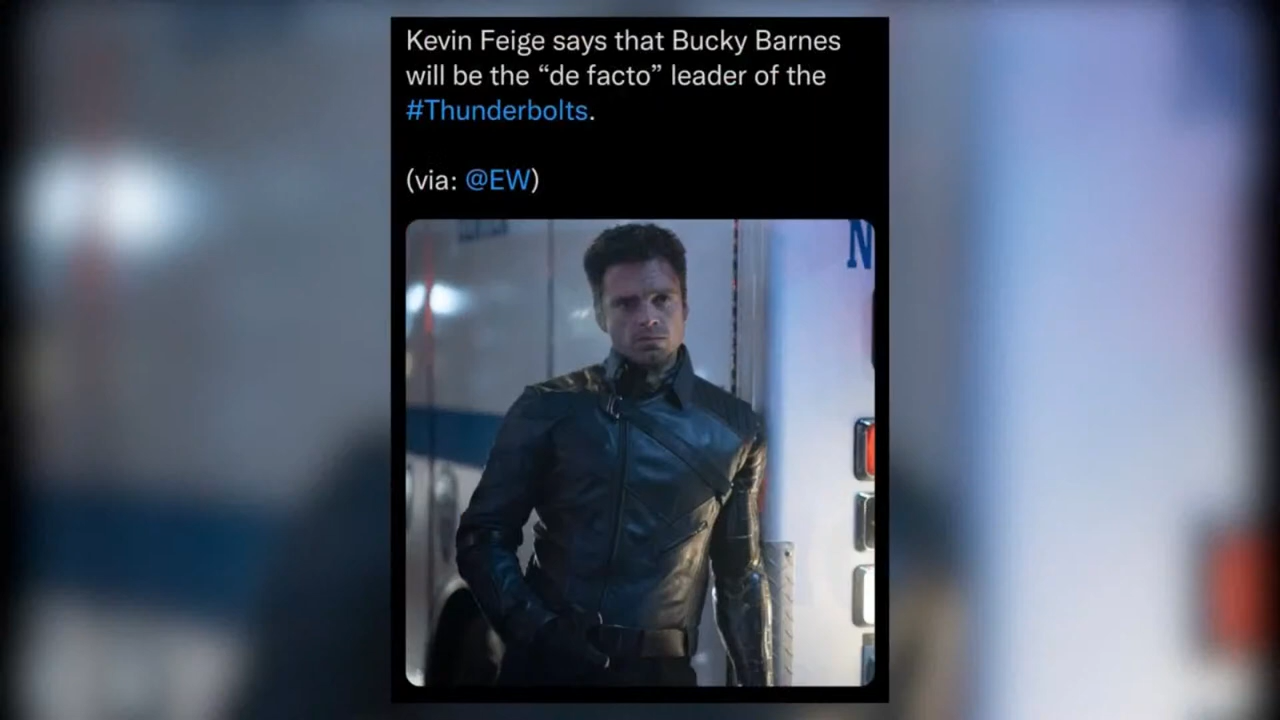 Kevin Feige says that Bucky Barnes
will be the “de facto” leader of the
#Thunderbolts.
(via: @EW)
N